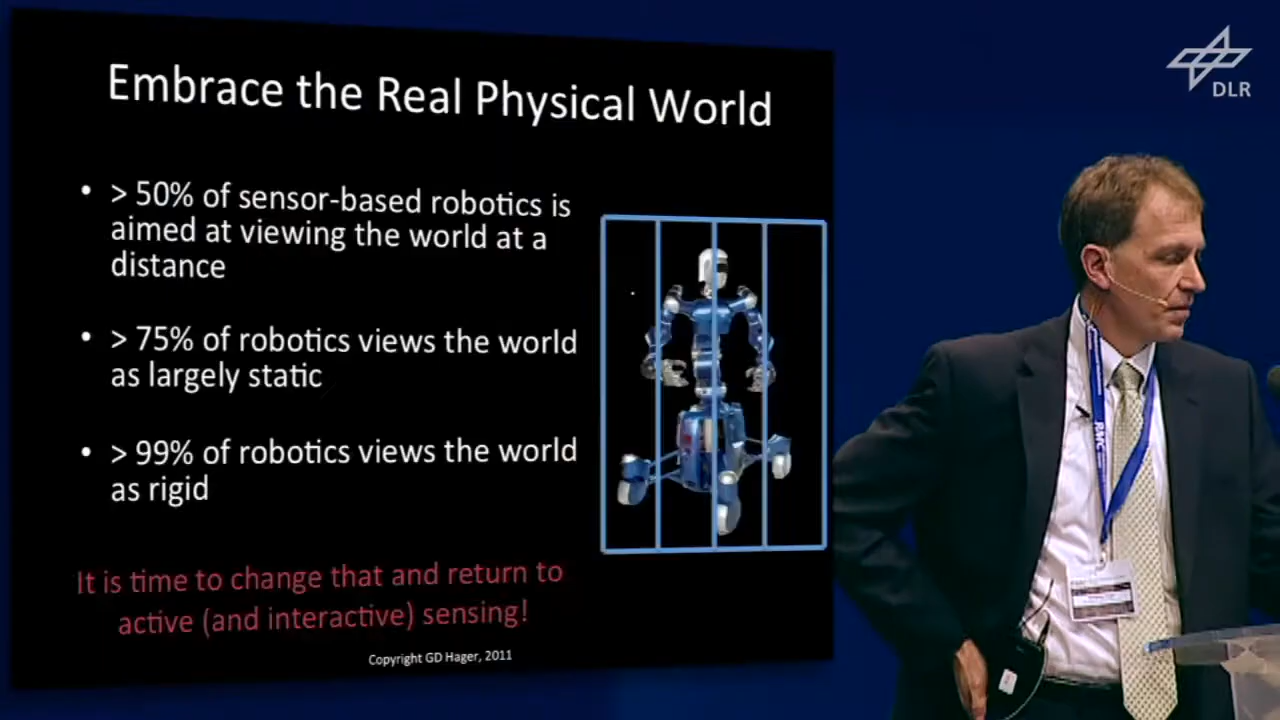 Embrace the Real Physical World
• > 50% of sensor-based robotics is
aimed at viewing the world at a
distance
• > 75% of robotics views the world
as largely static
• > 99% of robotics views the world
as rigid
It is time to change that and return to
active (and interactive) sensing!
Copyright GD Hager, 2011
DLR
RMC